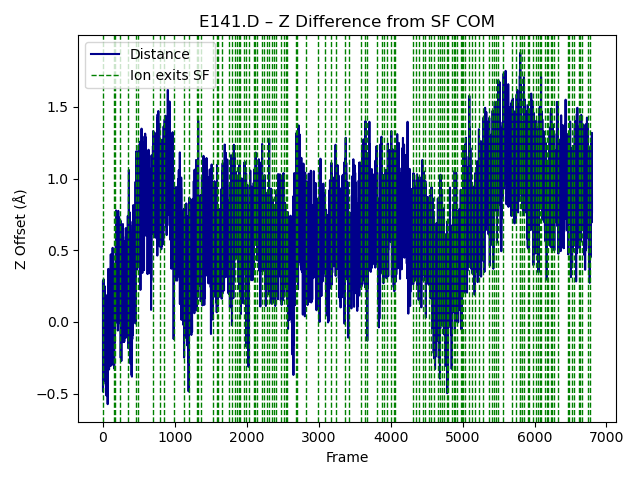 E141.D – Z Difference from SF COM
Distance
Ion exits SF
Z Offset (Å)
1.5
1.0
0.5
0.0
−0.5
0 1000 2000 3000 4000 5000 6000 7000
Frame